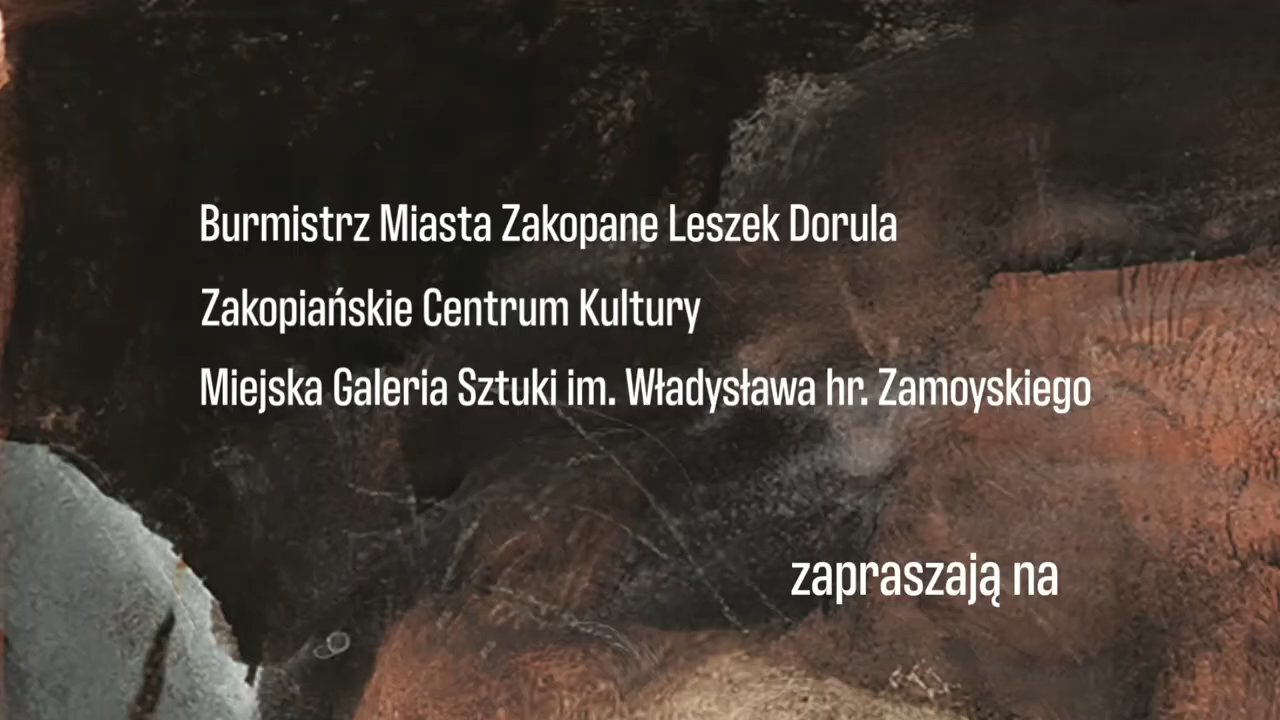 Burmistrz Miasta Zakopane Leszek Dorula
Zakopiańskie Centrum Kultury
Miejska Galeria Sztuki im. Władysława hr. Zamoyskiego
zapraszają na